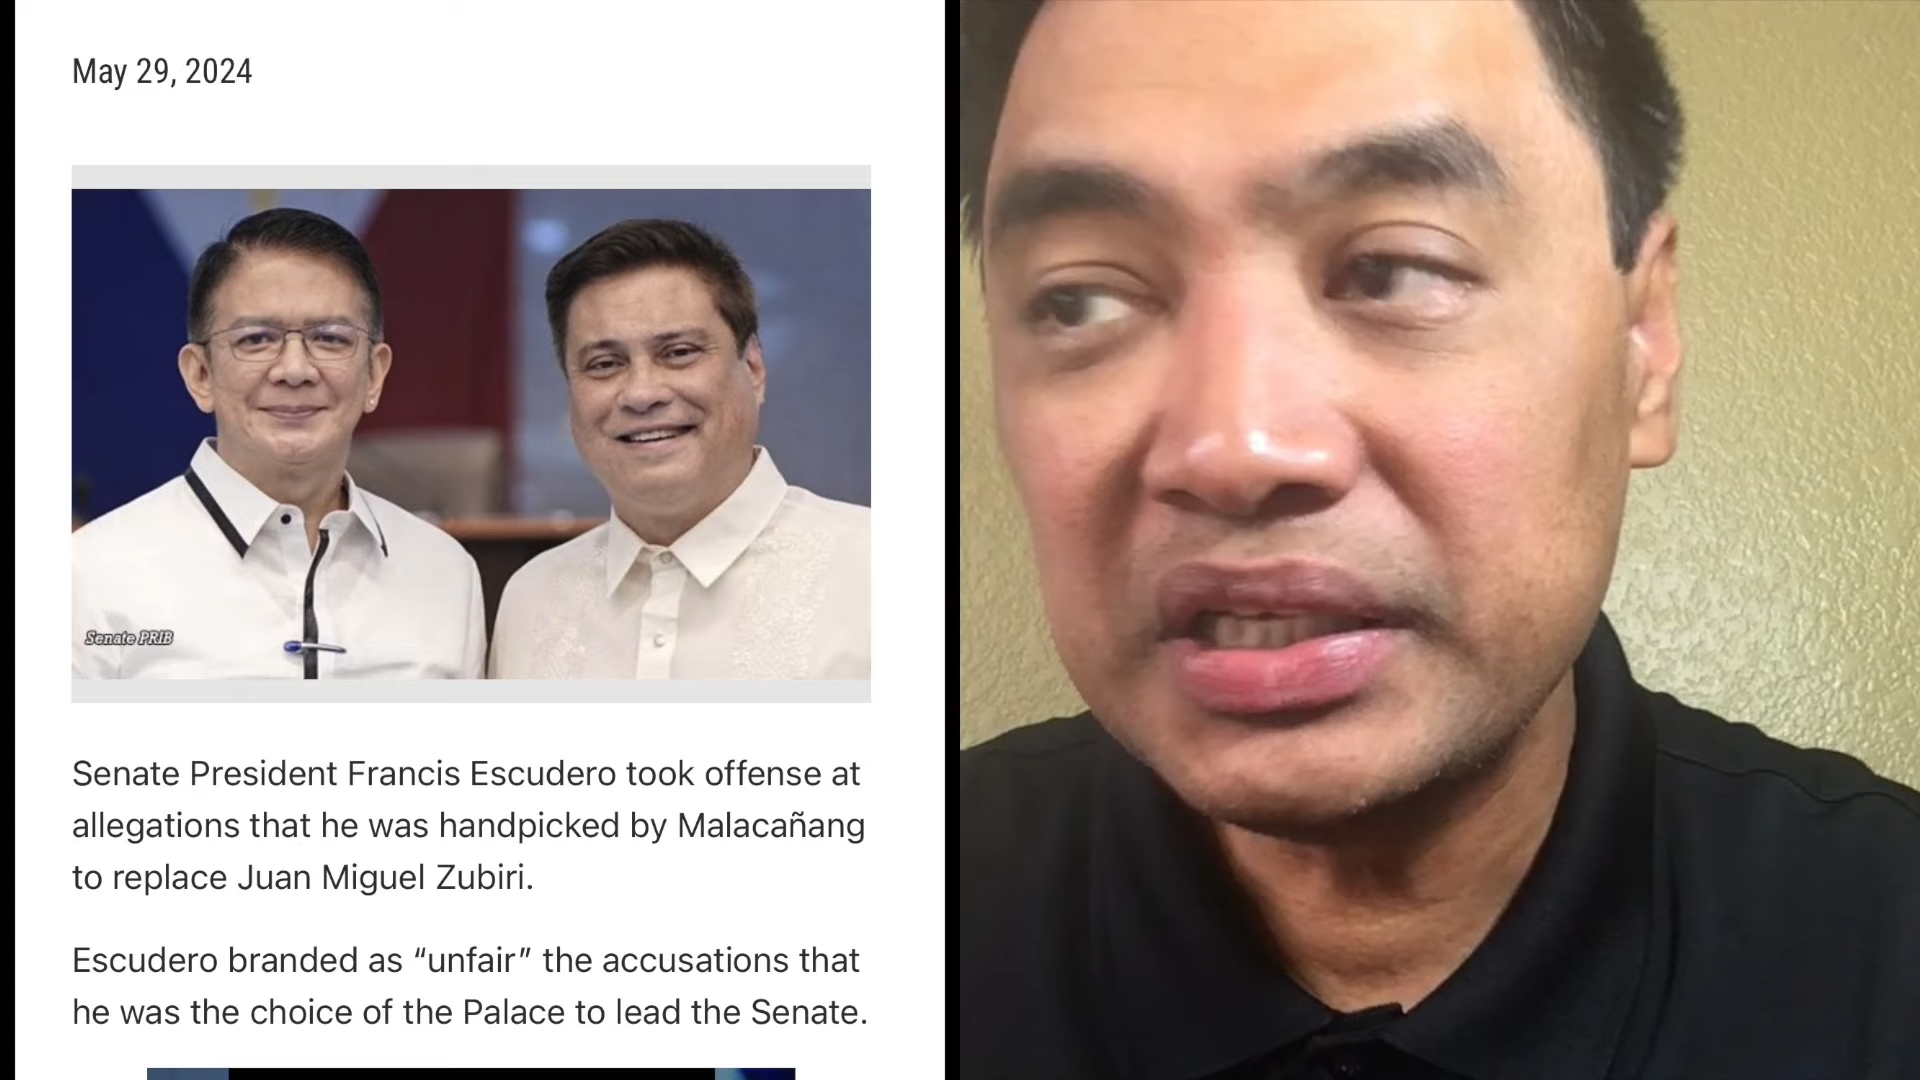 May 29, 2024
Senate PRIB
Senate President Francis Escudero took offense at
allegations that he was handpicked by Malacañang
to replace Juan Miguel Zubiri.
Escudero branded as “unfair” the accusations that
he was the choice of the Palace to lead the Senate.